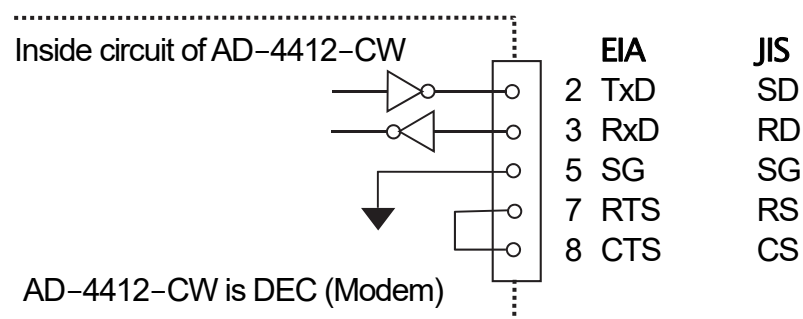 Inside circuit of AD-4412-CW
EIA JIS
2 TxD SD
3 RxD RD
5 SG SG
7 RTS RS
8 CTS CS
AD-4412-CW is DEC (Modem)